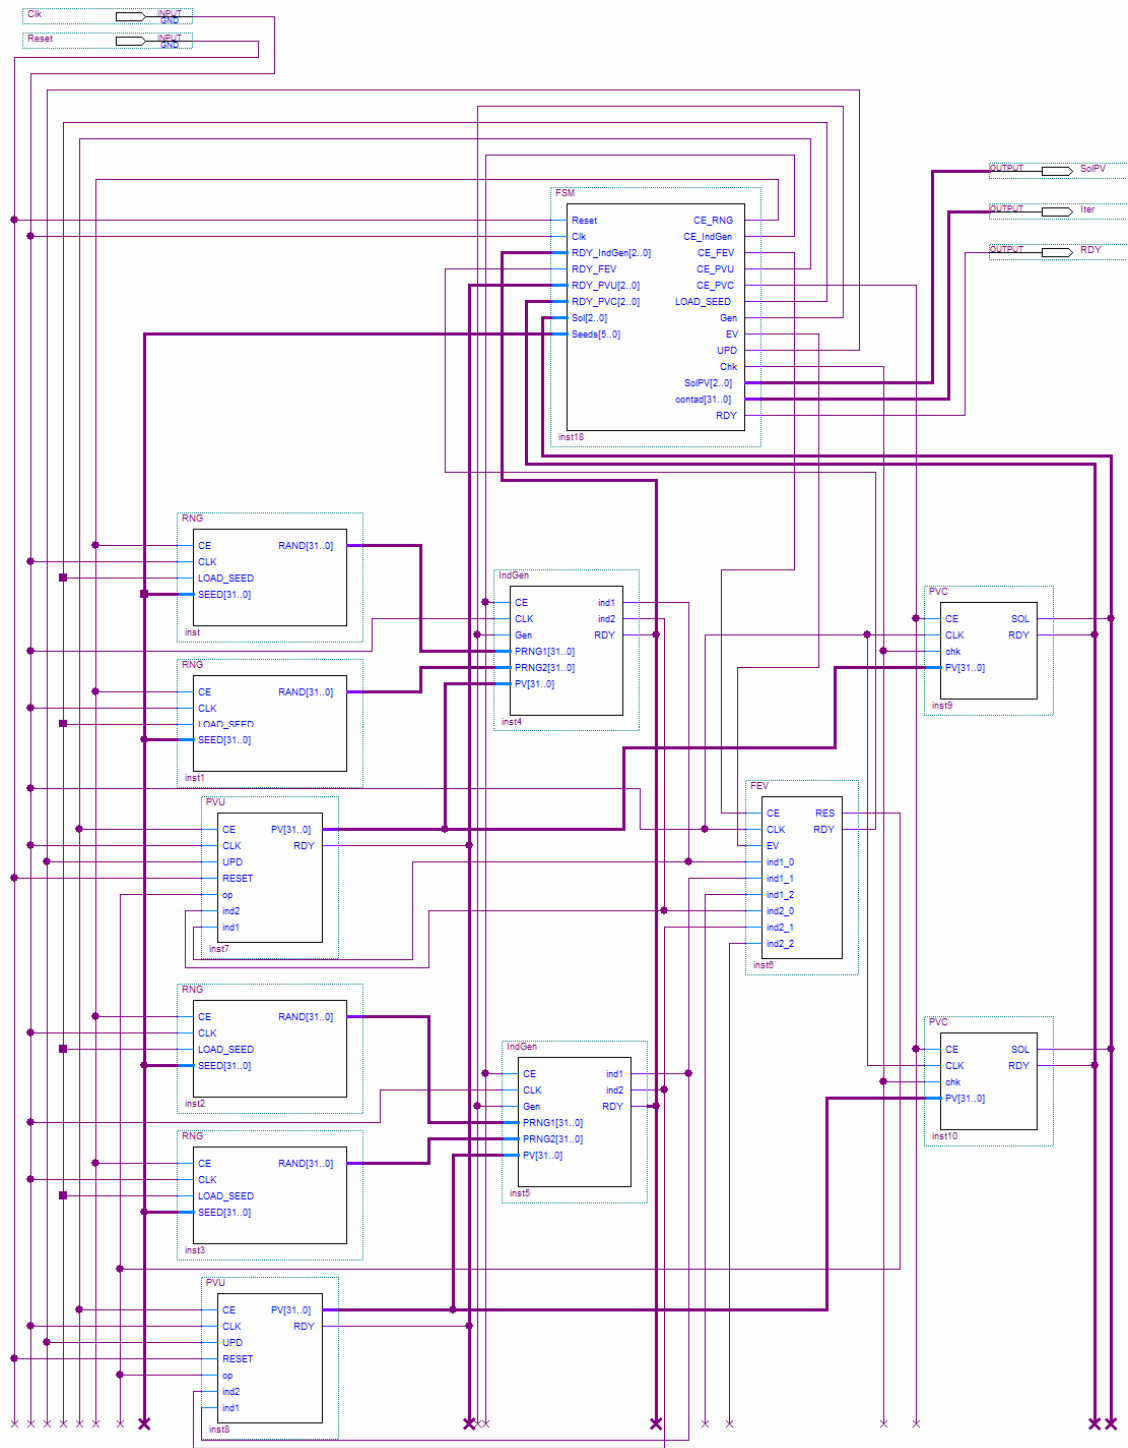 Clk INPUT
GND
Reset INPUT
GND
OUTPUT SolPV
OUTPUT Iter
OUTPUT RDY
FSM
Reset CE_RNG
Clk CE_IndGen
RDY_IndGen[2..0] CE_FEV
RDY_FEV CE_PVU
RDY_PVU[2..0] CE_PVC
RDY_PVC[2..0] LOAD_SEED
Sol[2..0] Gen
Seeds[5..0] EV
UPD
Chk
SolPV[2..0]
contad[31..0]
RDY
inst18
RNG
CE RAND[31..0]
CLK
LOAD_SEED
SEED[31..0]
inst
IndGen
CE ind1
CLK ind2
Gen RDY
PRNG1[31..0]
PRNG2[31..0]
PV[31..0]
inst4
PVC
CE SOL
CLK RDY
chk
PV[31..0]
inst9
RNG
CE RAND[31..0]
CLK
LOAD_SEED
SEED[31..0]
inst1
PVU
CE PV[31..0]
CLK RDY
UPD
RESET
op
ind2
ind1
inst7
FEV
CE RES
CLK RDY
EV
ind1_0
ind1_1
ind1_2
ind2_0
ind2_1
ind2_2
inst6
RNG
CE RAND[31..0]
CLK
LOAD_SEED
SEED[31..0]
inst2
IndGen
CE ind1
CLK ind2
Gen RDY
PRNG1[31..0]
PRNG2[31..0]
PV[31..0]
inst5
PVC
CE SOL
CLK RDY
chk
PV[31..0]
inst10
RNG
CE RAND[31..0]
CLK
LOAD_SEED
SEED[31..0]
inst3
PVU
CE PV[31..0]
CLK RDY
UPD
RESET
op
ind2
ind1
inst8